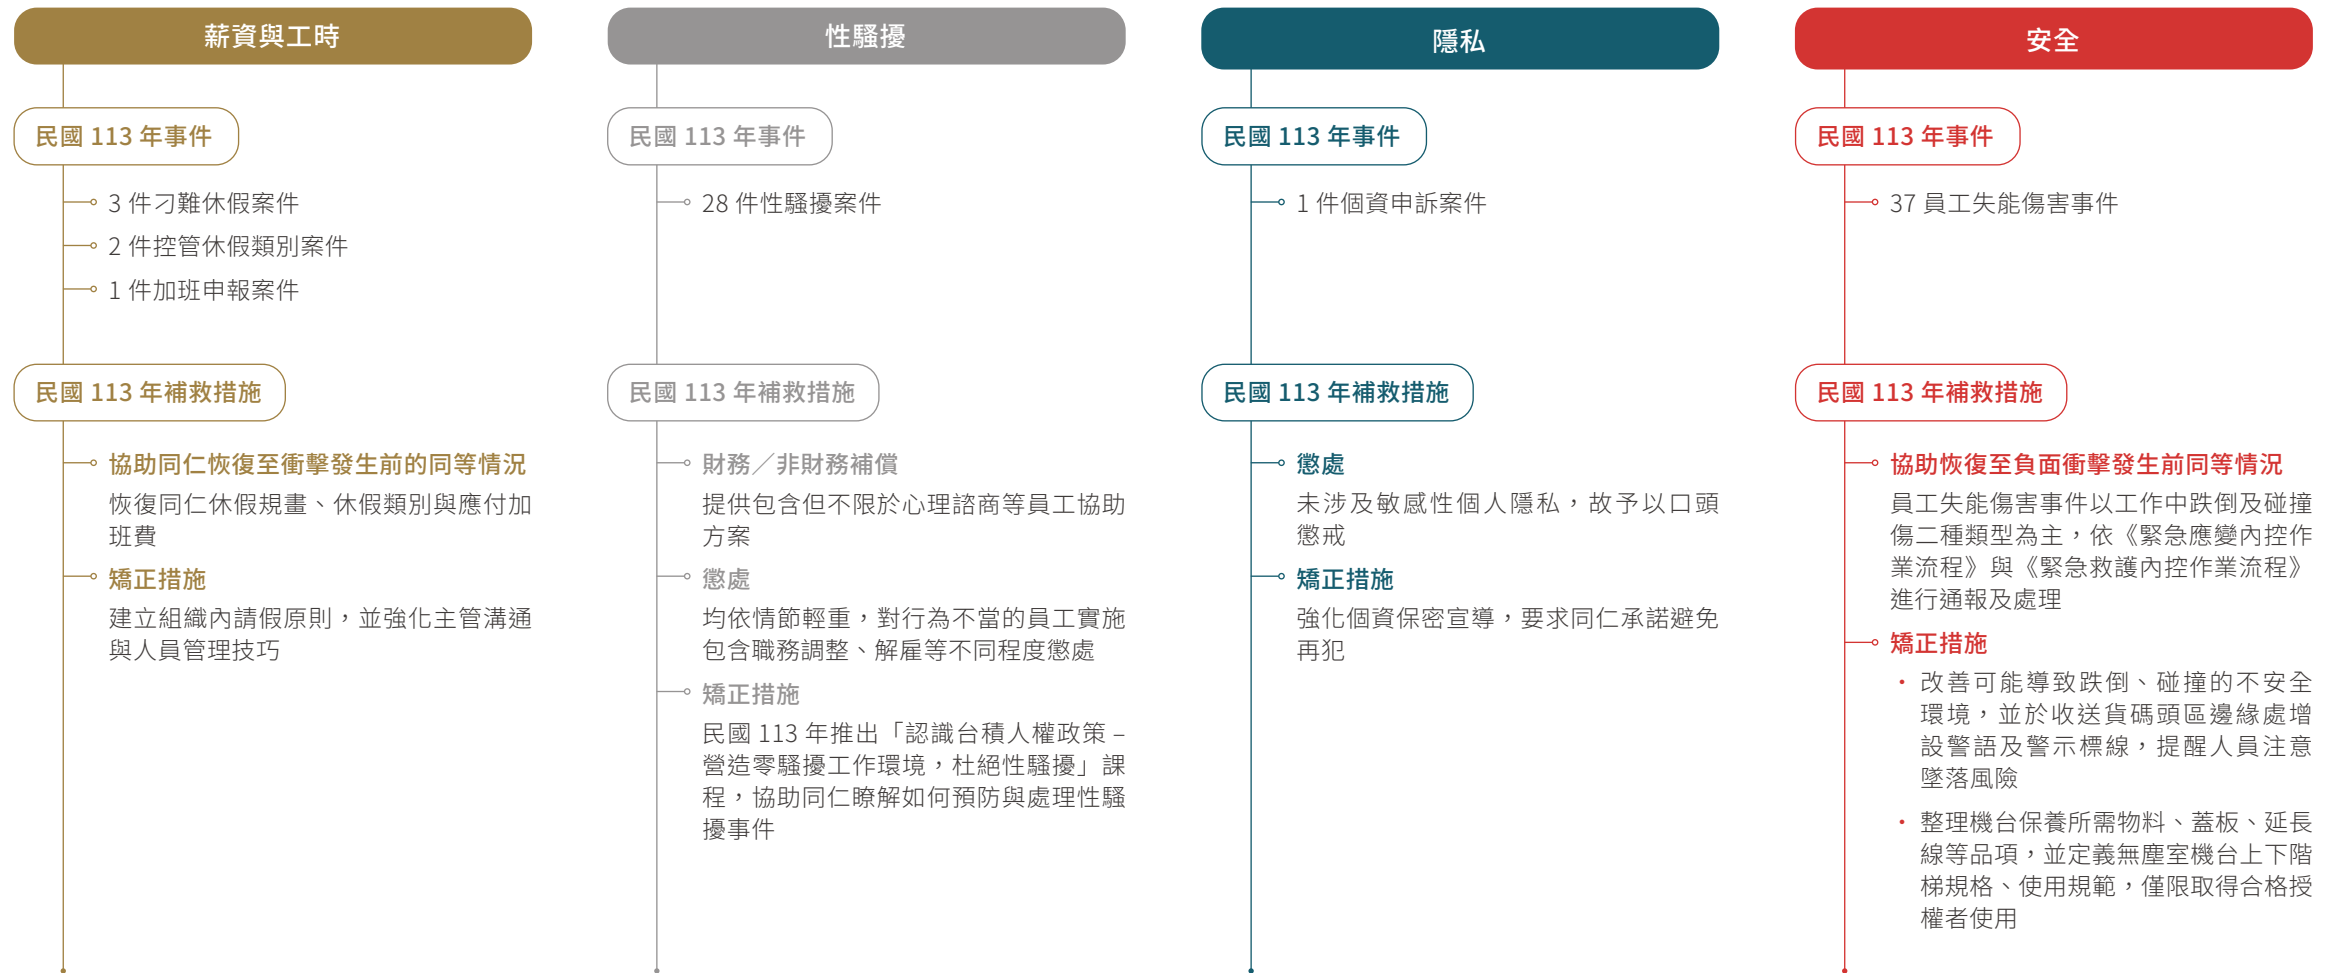 薪資與工時
民國 113 年事件
3 件刁難休假案件
2 件控管休假類別案件
1 件加班申報案件
民國 113 年補救措施
協助同仁恢復至衝擊發生前的同等情況
恢復同仁休假規畫、休假類別與應付加
班費
矯正措施
建立組織內請假原則，並強化主管溝通
與人員管理技巧
性騷擾
民國 113 年事件
28 件性騷擾案件
民國 113 年補救措施
財務／非財務補償
提供包含但不限於心理諮商等員工協助
方案
懲處
均依情節輕重，對行為不當的員工實施
包含職務調整、解雇等不同程度懲處
矯正措施
民國 113 年推出「認識台積人權政策 –
營造零騷擾工作環境，杜絕性騷擾」課
程，協助同仁瞭解如何預防與處理性騷
擾事件
隱私
民國 113 年事件
1 件個資申訴案件
民國 113 年補救措施
懲處
未涉及敏感性個人隱私，故予以口頭
懲戒
矯正措施
強化個資保密宣導，要求同仁承諾避免
再犯
安全
民國 113 年事件
37 員工失能傷害事件
民國 113 年補救措施
協助恢復至負面衝擊發生前同等情況
員工失能傷害事件以工作中跌倒及碰撞
傷二種類型為主，依《緊急應變內控作
業流程》與《緊急救護內控作業流程》
進行通報及處理
矯正措施
• 改善可能導致跌倒、碰撞的不安全
環境，並於收送貨碼頭區邊緣處增
設警語及警示標線，提醒人員注意
墜落風險
• 整理機台保養所需物料、蓋板、延長
線等品項，並定義無塵室機台上下階
梯規格、使用規範，僅限取得合格授
權者使用